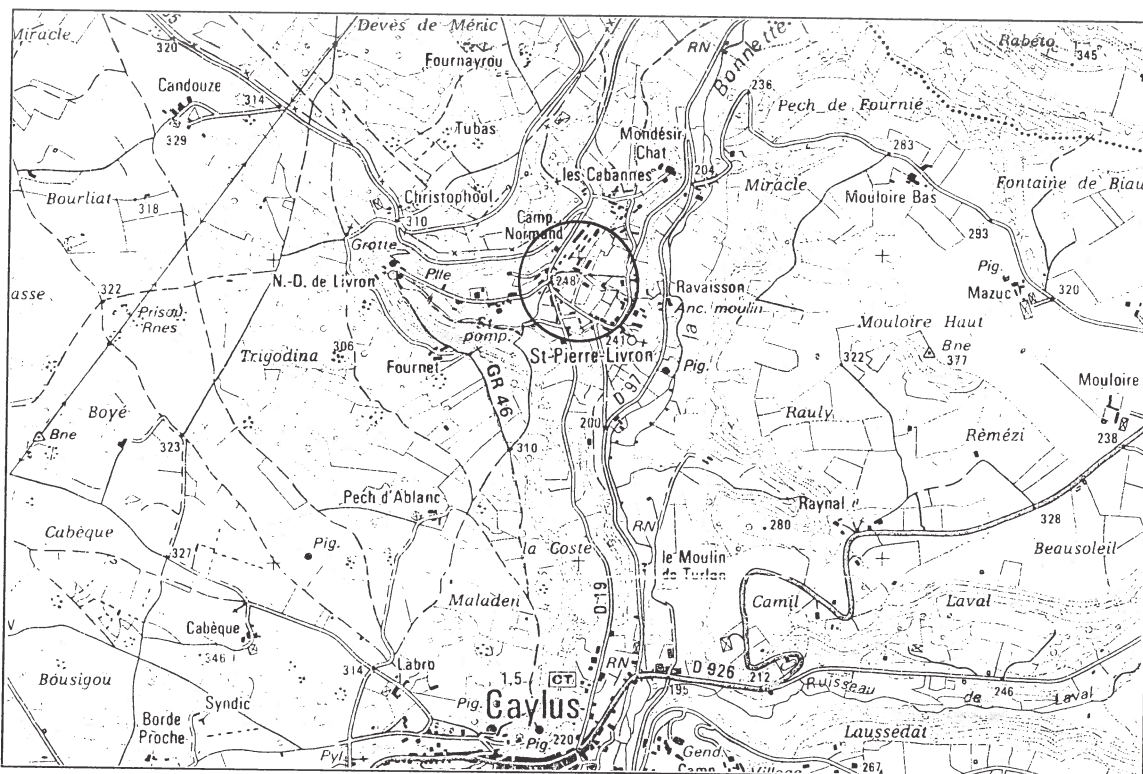 Miracle
320
Devès de Méric
Fournayrou
RN
Bonnette
Rabéto
345
Candouze
314
329
Tubas
Mondésir
Chat
les Cabannes
236
Pech de Fournié
204
283
Miracle
Mouloire Bas
Fontaine de Biau
Bourliat
318
Christophoul
310
Camp
Normand
293
Grotte
N.-D. de Livron
Plle
248
Ravaisson
Anc. moulin
la
Pig.
Mazuc
320
asse
322
Prison
Rnes
Trigodina
306
St
pomp.
Fournet
241
St-Pierre-Livron
Mouloire Haut
Bne
377
322
GR 46
D 97
Pig.
Mouloire
Boyé
Bne
323
310
200
Rauly
Rèmézi
238
Pech d'Ablanc
Raynal
280
328
Cabèque
327
Pig.
la Coste
RN
le Moulin
de Turlan
Beausoleil
Maladen
D 19
Camil
Laval
V
Cabèque
346
314
Labro
1.5
CT
RN
D 926
195
212
Ruisseau
de
Laval
246
Bousigou
Syndic
Borde
Proche
Pig.
Caylus
Pig.
220
Laussédat
Pyl.
Gend.
Camp
Village
267